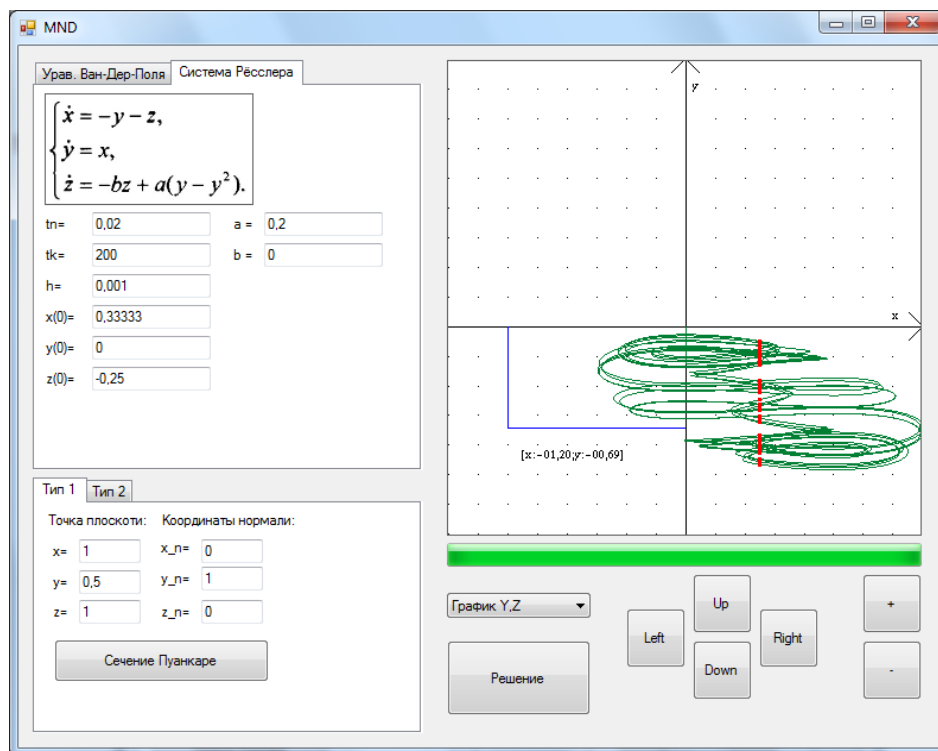 MND
Урав. Ван-Дер-Поля Система Рёсслера
ẋ = −y − z,
ẏ = x,
ż = −bz + a(y − y²).
tn= 0,02 a = 0,2
tk= 200 b = 0
h= 0,001
x(0)= 0,33333
y(0)= 0
z(0)= -0,25
Тип 1 Тип 2
Точка плоскоти: Координаты нормали:
x= 1 x_n= 0
y= 0,5 y_n= 1
z= 1 z_n= 0
Сечение Пуанкаре
y
x
[x:-01,20;y:-00,69]
График Y,Z
Решение
Left
Up
Down
Right
+
-